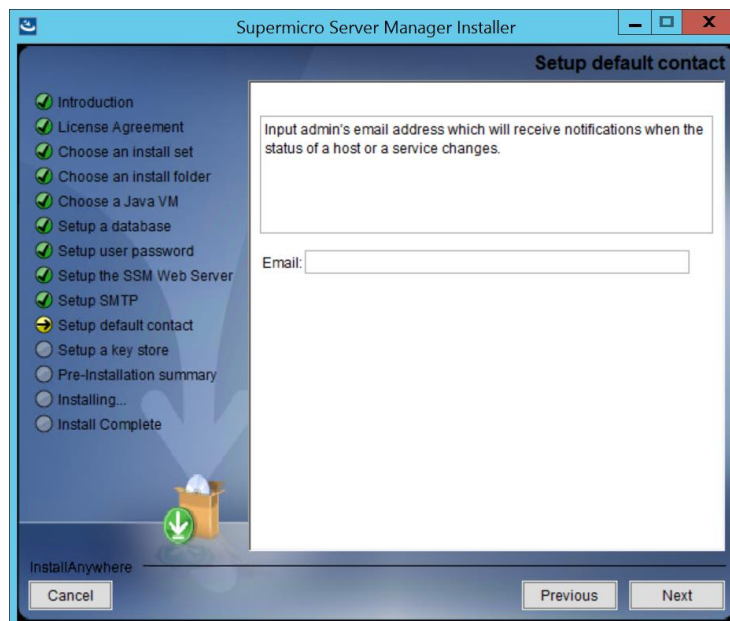 Supermicro Server Manager Installer
Setup default contact
Introduction
License Agreement
Choose an install set
Choose an install folder
Choose a Java VM
Setup a database
Setup user password
Setup the SSM Web Server
Setup SMTP
Setup default contact
Setup a key store
Pre-Installation summary
Installing...
Install Complete
Input admin's email address which will receive notifications when the
status of a host or a service changes.
Email:
InstallAnywhere
Cancel
Previous
Next